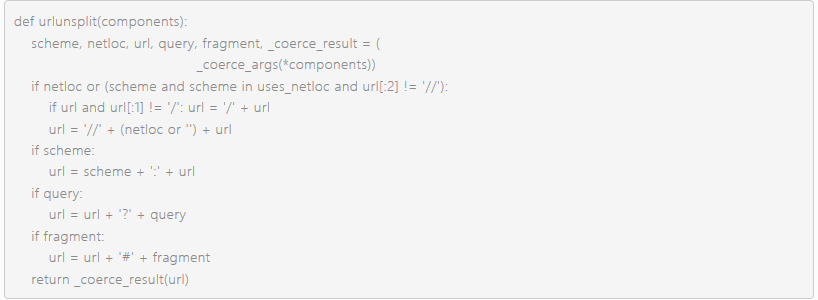 def urlunsplit(components):
    scheme, netloc, url, query, fragment, _coerce_result = (
                                          _coerce_args(*components))
    if netloc or (scheme and scheme in uses_netloc and url[:2] != '//'):
        if url and url[:1] != '/': url = '/' + url
        url = '//' + (netloc or '') + url
    if scheme:
        url = scheme + ':' + url
    if query:
        url = url + '?' + query
    if fragment:
        url = url + '#' + fragment
    return _coerce_result(url)